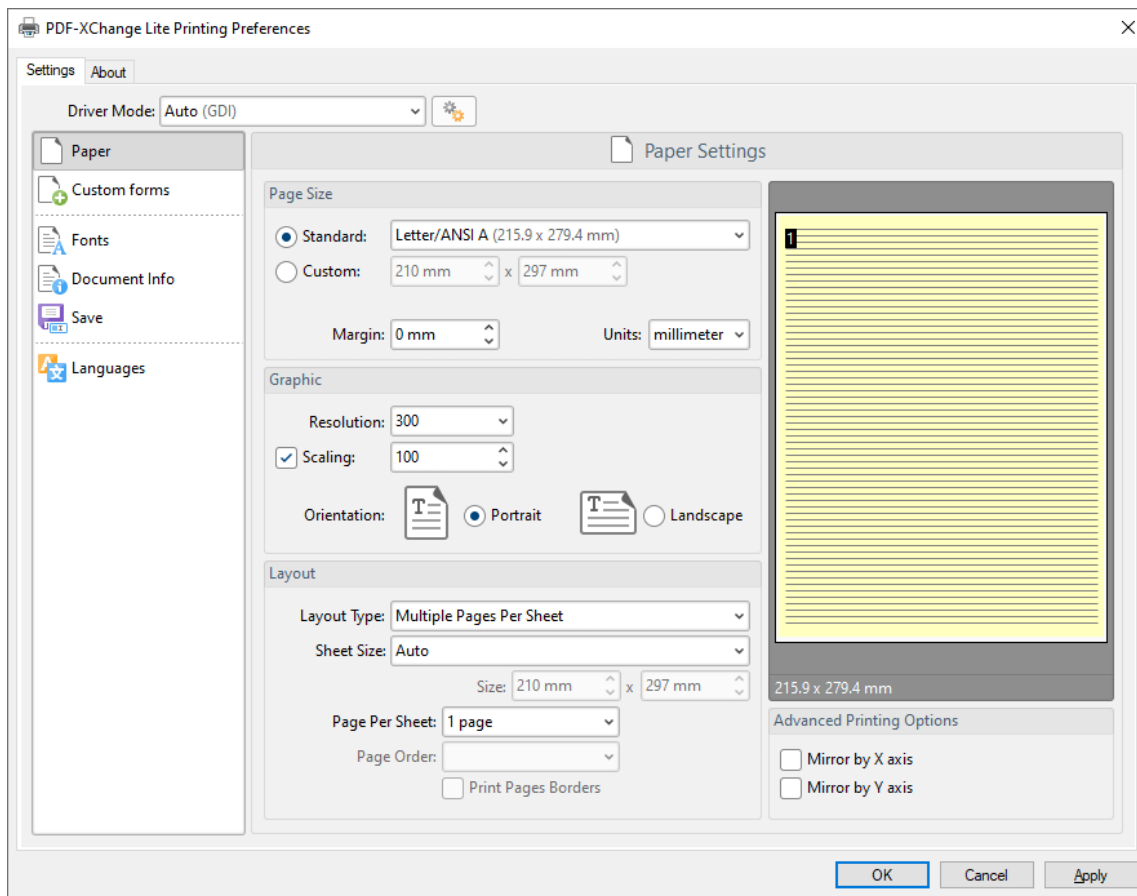 PDF-XChange Lite Printing Preferences
Settings About
Driver Mode: Auto (GDI)
Paper
Custom forms
Fonts
Document Info
Save
Languages
Paper Settings
Page Size
Standard: Letter/ANSI A (215.9 x 279.4 mm)
Custom: 210 mm x 297 mm
Margin: 0 mm Units: millimeter
Graphic
Resolution: 300
Scaling: 100
Orientation: T Portrait T Landscape
Layout
Layout Type: Multiple Pages Per Sheet
Sheet Size: Auto
Size: 210 mm x 297 mm
Page Per Sheet: 1 page
Page Order:
Print Pages Borders
1
215.9 x 279.4 mm
Advanced Printing Options
Mirror by X axis
Mirror by Y axis
OK Cancel Apply